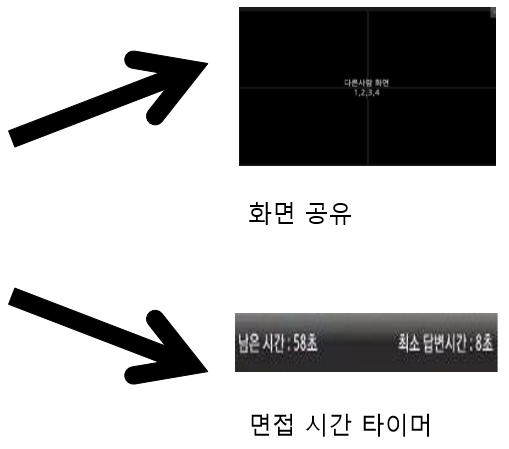 다른사람 화면
1,2,3,4
화면 공유
남은 시간 : 58초 최소 답변시간 : 8초
면접 시간 타이머